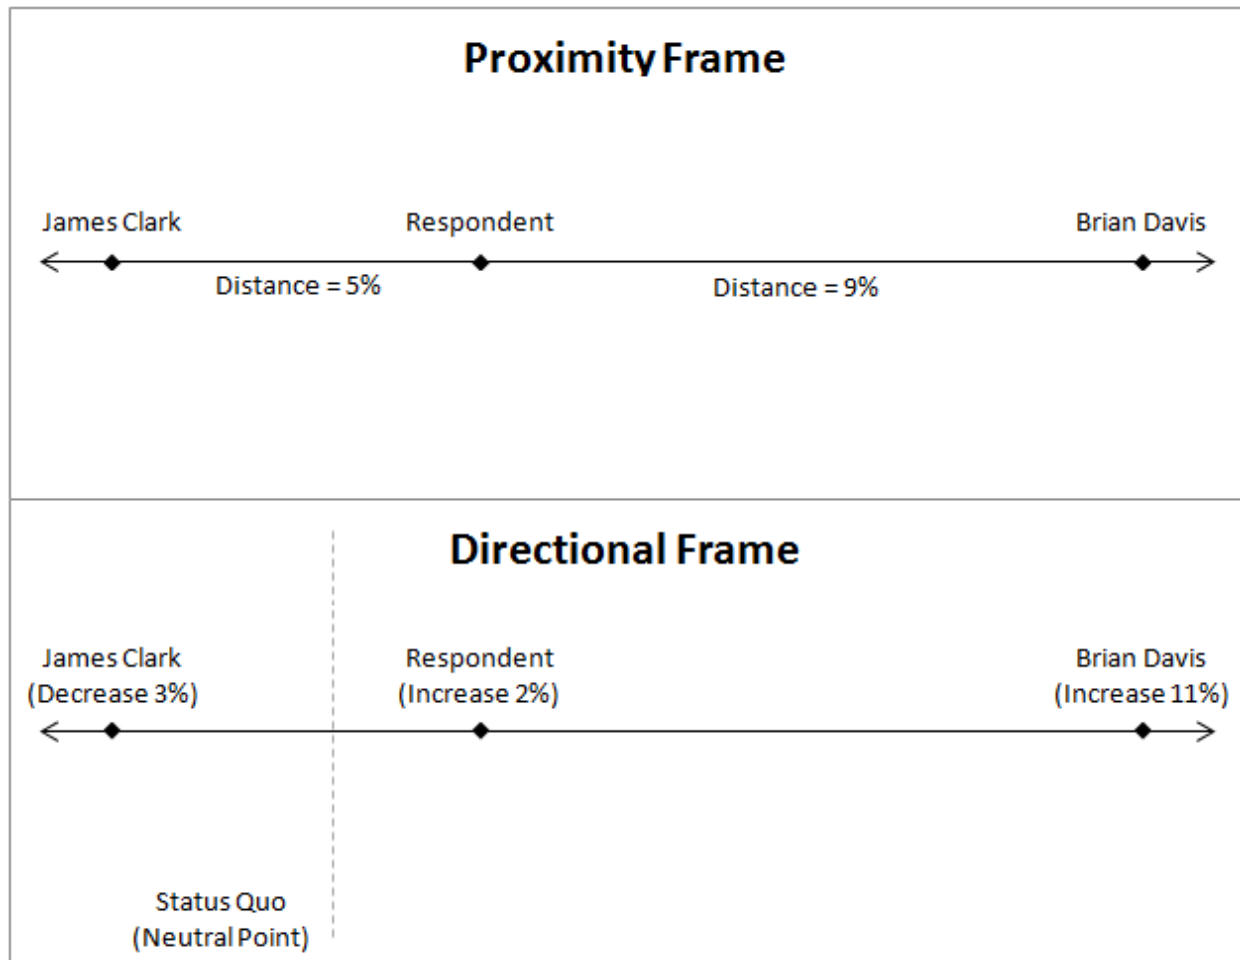 Proximity Frame
James Clark
Respondent
Brian Davis
Distance = 5%
Distance = 9%
Directional Frame
James Clark
(Decrease 3%)
Respondent
(Increase 2%)
Brian Davis
(Increase 11%)
Status Quo
(Neutral Point)